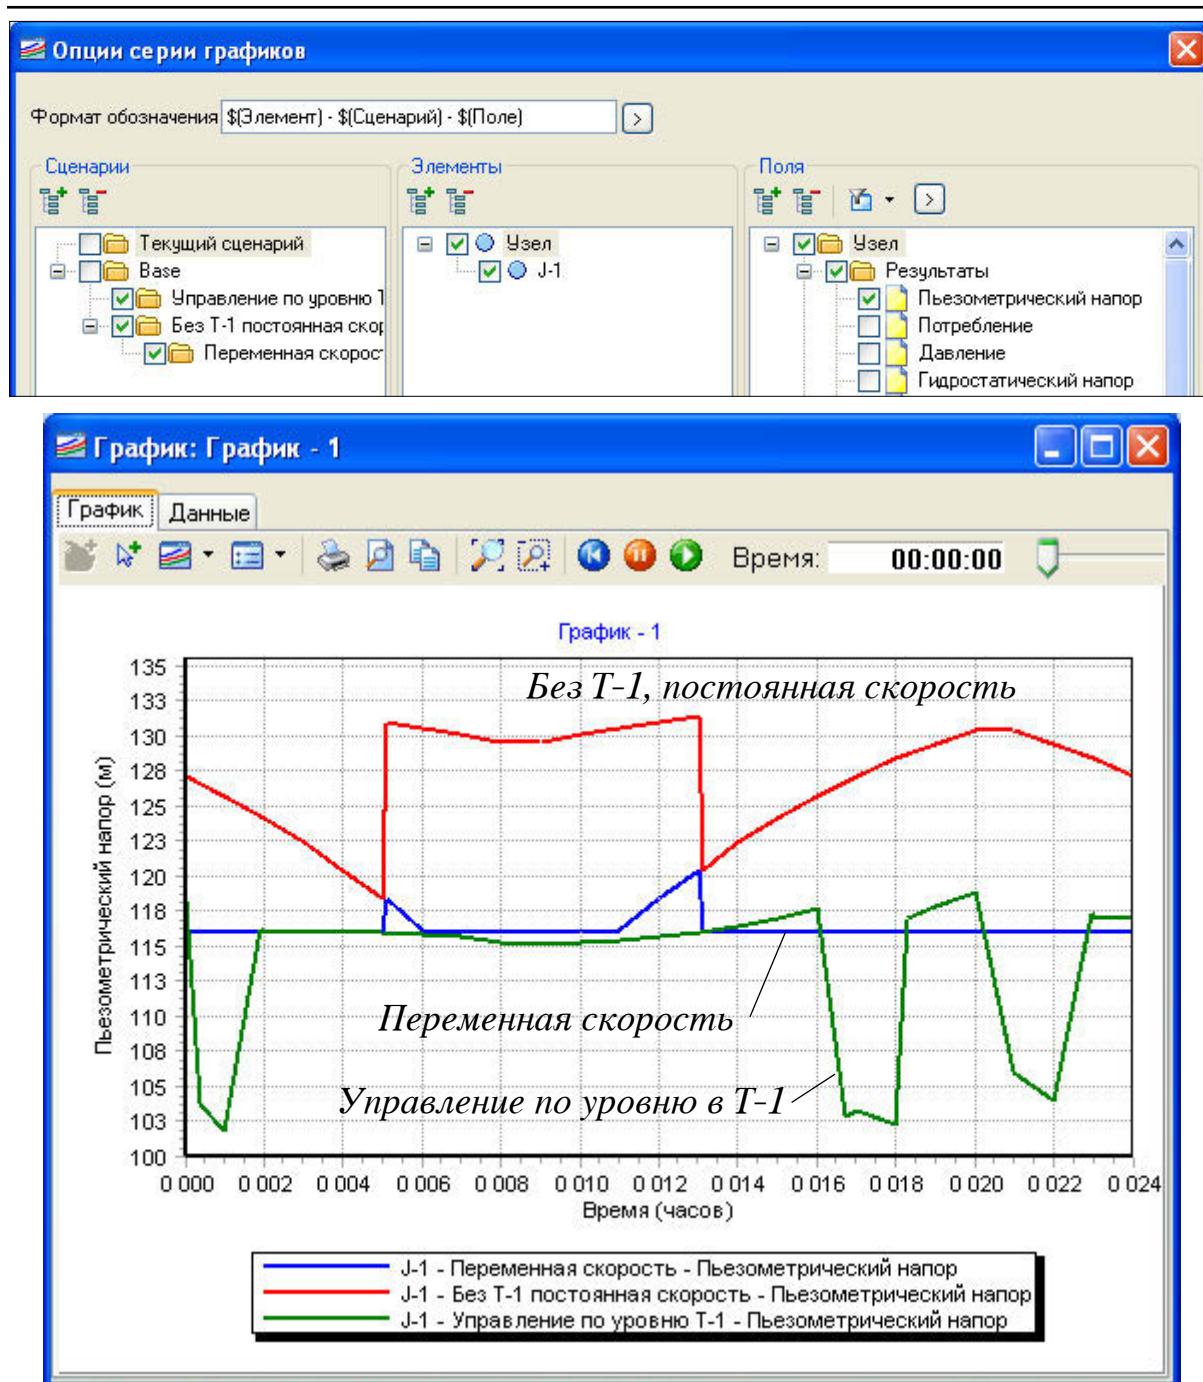 Опции серии графиков
Формат обозначения $(Элемент) - $(Сценарий) - $(Поле) >
Сценарии
Текущий сценарий
Base
Управление по уровню Т
Без Т-1 постоянная скор
Переменная скорос
Элементы
Узел
J-1
Поля
>
Узел
Результаты
Пьезометрический напор
Потребление
Давление
Гидростатический напор
График: График - 1
График Данные
Время: 00:00:00
График - 1
Пьезометрический напор (м)
135
133
130
128
125
123
120
118
115
113
110
108
105
103
100
Без Т-1, постоянная скорость
Переменная скорость
Управление по уровню в Т-1
0 000 0 002 0 004 0 006 0 008 0 010 0 012 0 014 0 016 0 018 0 020 0 022 0 024
Время (часов)
J-1 - Переменная скорость - Пьезометрический напор
J-1 - Без Т-1 постоянная скорость - Пьезометрический напор
J-1 - Управление по уровню Т-1 - Пьезометрический напор